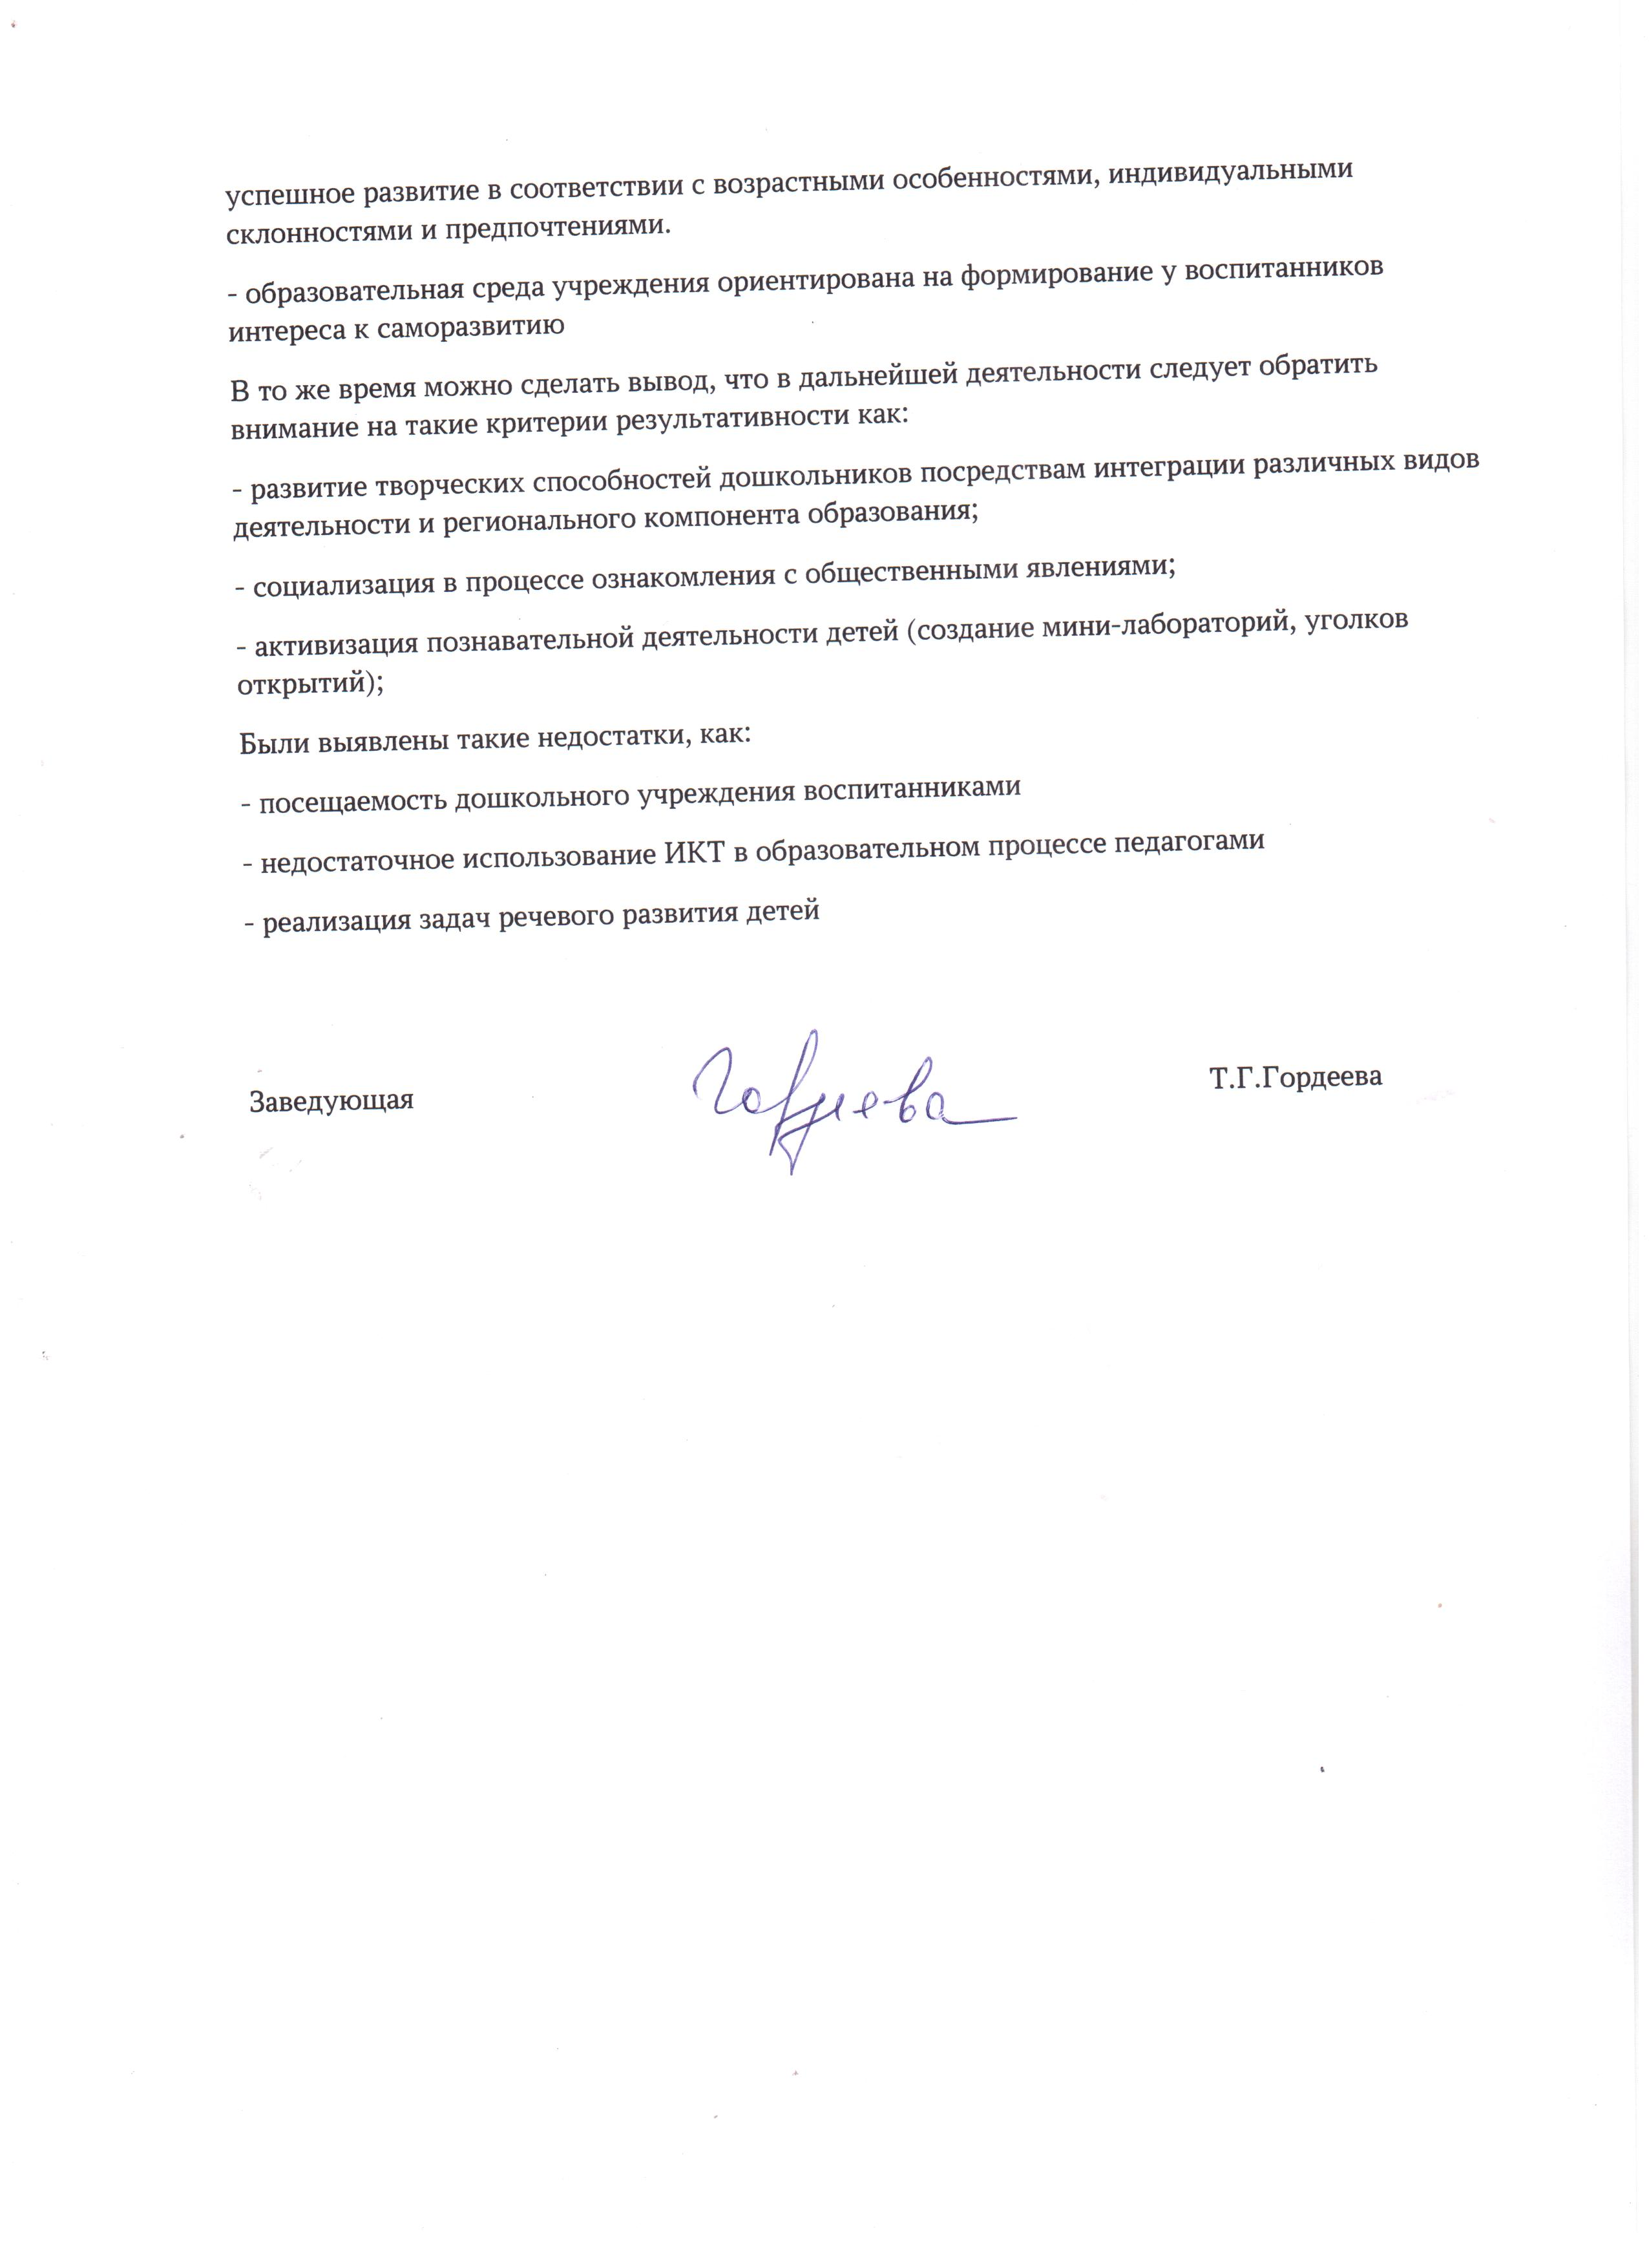 успешное развитие в соответствии с возрастными особенностями, индивидуальными
склонностями и предпочтениями.
- образовательная среда учреждения ориентирована на формирование у воспитанников
интереса к саморазвитию
В то же время можно сделать вывод, что в дальнейшей деятельности следует обратить
внимание на такие критерии результативности как:
- развитие творческих способностей дошкольников посредствам интеграции различных видов
деятельности и регионального компонента образования;
- социализация в процессе ознакомления с общественными явлениями;
- активизация познавательной деятельности детей (создание мини-лабораторий, уголков
открытий);
Были выявлены такие недостатки, как:
- посещаемость дошкольного учреждения воспитанниками
- недостаточное использование ИКТ в образовательном процессе педагогами
- реализация задач речевого развития детей
Заведующая Гордеева Т.Г.Гордеева